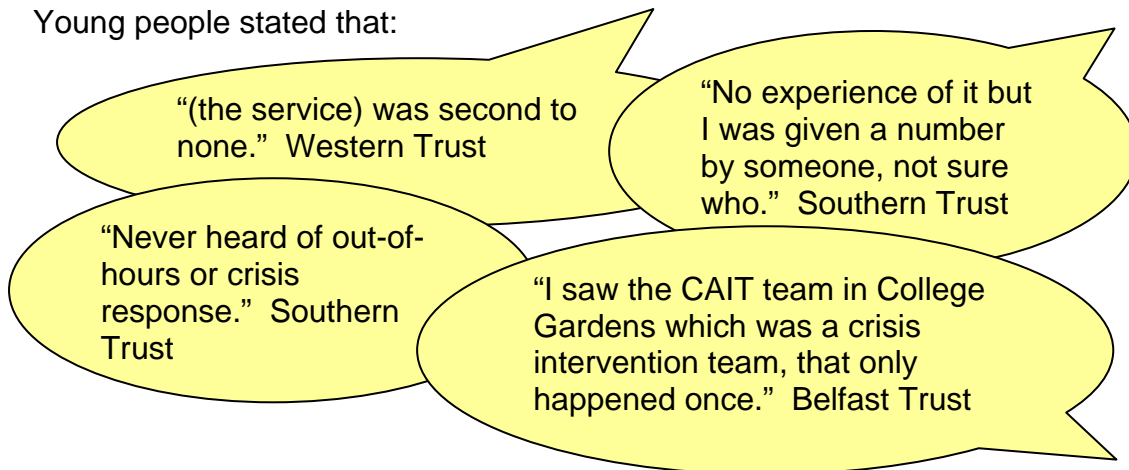 Young people stated that:
“(the service) was second to
none.”  Western Trust
“No experience of it but
I was given a number
by someone, not sure
who.”  Southern Trust
“Never heard of out-of-
hours or crisis
response.”  Southern
Trust
“I saw the CAIT team in College
Gardens which was a crisis
intervention team, that only
happened once.”  Belfast Trust